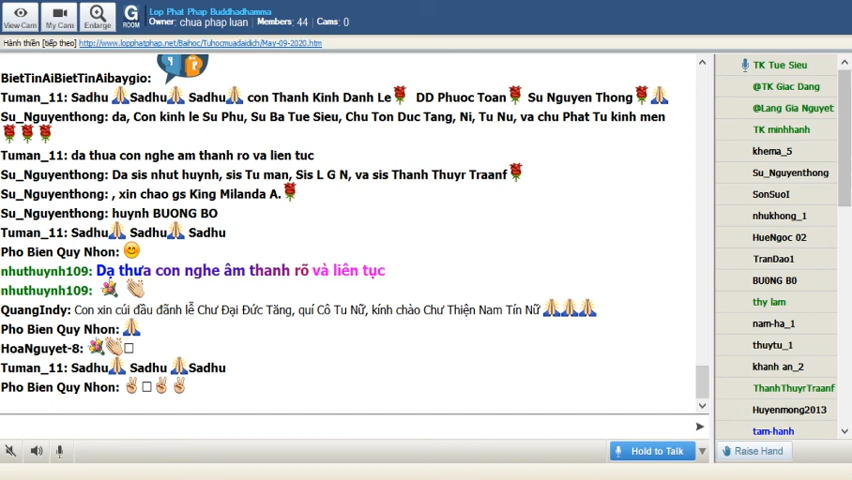 Lop Phat Phap Buddhadhamma
Owner: chua phap luan Members: 44 Cams: 0
View Cam
My Cam
Enlarge
G
ROOM
Hành thiền [tiếp theo] http://www.lopphatphap.net/Baihoc/Tuhocmuadaidich/May-09-2020.htm
BietTinAiBietTinAibaygio:
Tuman_11: Sadhu Sadhu Sadhu con Thanh Kinh Danh Le DD Phuoc Toan Su Nguyen Thong
Su_Nguyenthong: da, Con kinh le Su Phu, Su Ba Tue Sieu, Chu Ton Duc Tang, Ni, Tu Nu, va chu Phat Tu kinh men
Tuman_11: da thua con nghe am thanh ro va lien tuc
Su_Nguyenthong: Da sis nhut huynh, sis Tu man, Sis L G N, va sis Thanh Thuyr Traanf
Su_Nguyenthong: , xin chao gs King Milanda A.
Su_Nguyenthong: huynh BUONG BO
Tuman_11: Sadhu Sadhu Sadhu
Pho Bien Quy Nhon:
nhuthuynh109: Dạ thưa con nghe âm thanh rõ và liên tục
nhuthuynh109:
QuangIndy: Con xin cúi đầu đãnh lễ Chư Đại Đức Tăng, quí Cô Tu Nữ, kính chào Chư Thiện Nam Tín Nữ
Pho Bien Quy Nhon:
HoaNguyet-8:
Tuman_11: Sadhu Sadhu Sadhu
Pho Bien Quy Nhon:
Hold to Talk
TK Tue Sieu
@TK Giac Dang
@Lang Gia Nguyet
TK minhhanh
khema_5
Su_Nguyenthong
SonSuoI
nhukhong_1
HueNgoc 02
TranDao1
BU0NG B0
thy lam
nam-ha_1
thuytu_1
khanh an_2
ThanhThuyrTraanf
Huyenmong2013
tam-hanh
Raise Hand